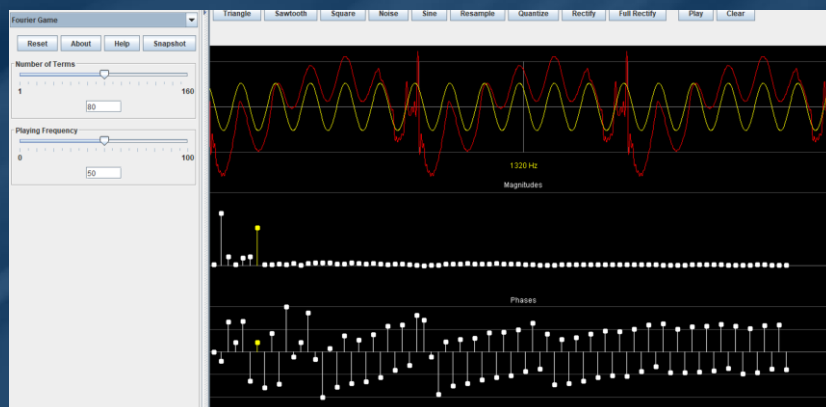 Fourier Game
Triangle Sawtooth Square Noise Sine Resample Quantize Rectify Full Rectify Play Clear
Reset About Help Snapshot
Number of Terms
1 160
80
Playing Frequency
0 100
50
1320 Hz
Magnitudes
Phases